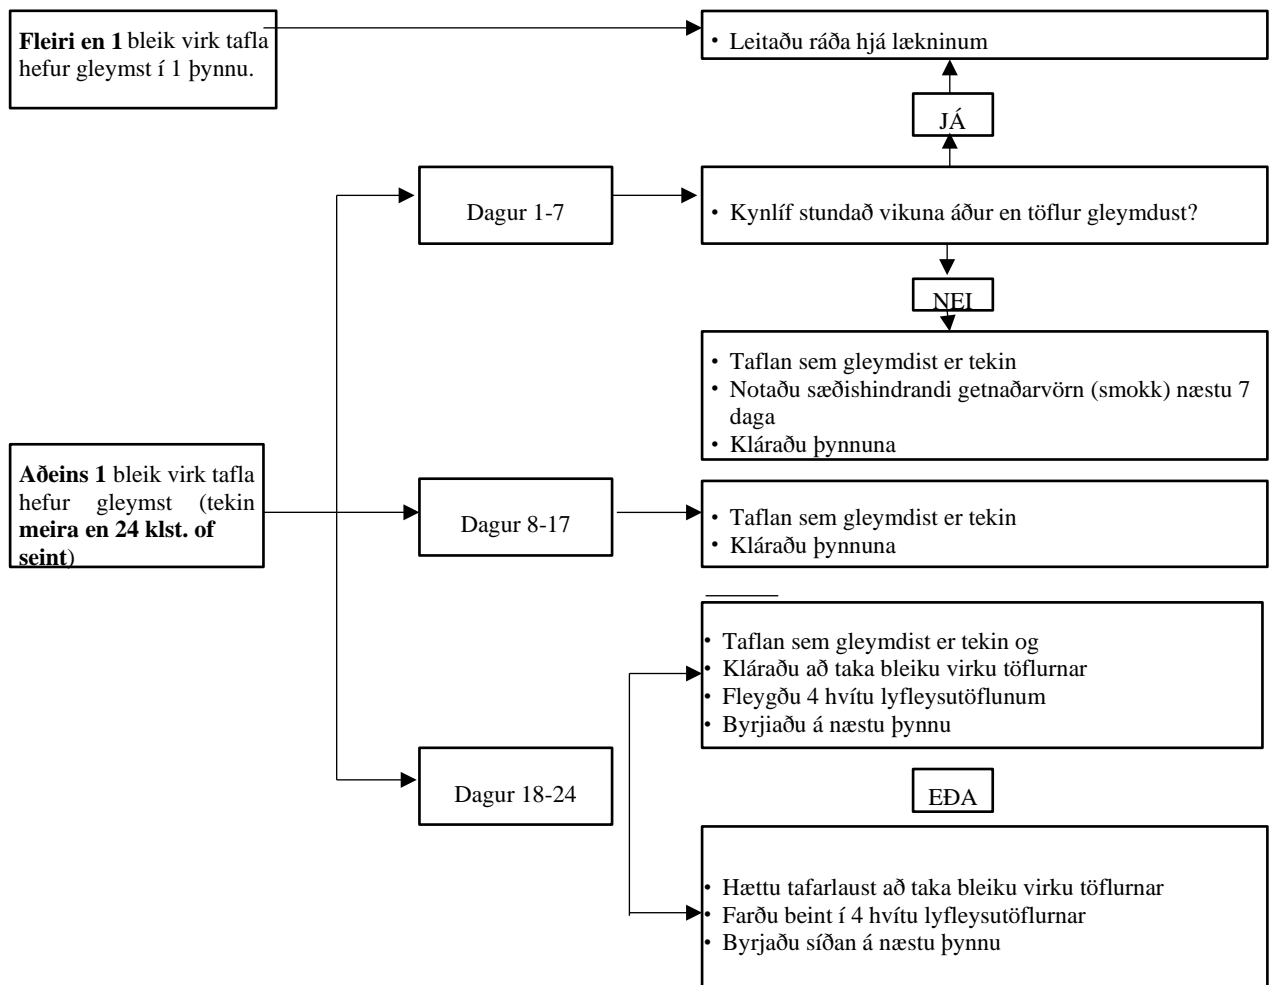 Fleiri en 1 bleik virk tafla
hefur gleymst í 1 þynnu.
• Leitaðu ráða hjá lækninum
JÁ
Dagur 1-7
• Kynlíf stundað vikuna áður en töflur gleymdust?
NEI
• Taflan sem gleymdist er tekin
• Notaðu sæðishindrandi getnaðarvörn (smokk) næstu 7
daga
• Kláraðu þynnuna
Aðeins 1 bleik virk tafla
hefur gleymst (tekin
meira en 24 klst. of
seint)
Dagur 8-17
• Taflan sem gleymdist er tekin
• Kláraðu þynnuna
Dagur 18-24
• Taflan sem gleymdist er tekin og
• Kláraðu að taka bleiku virku töflurnar
• Fleygðu 4 hvítu lyfleysutöflunum
• Byrjiaðu á næstu þynnu
EÐA
• Hættu tafarlaust að taka bleiku virku töflurnar
• Farðu beint í 4 hvítu lyfleysutöflurnar
• Byrjaðu síðan á næstu þynnu